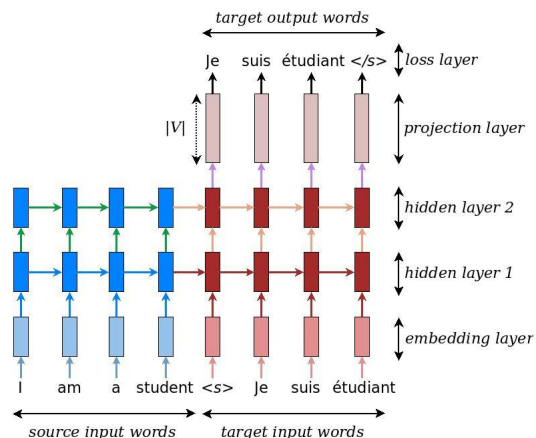 target output words
Je suis étudiant </s>
loss layer
|V|
projection layer
hidden layer 2
hidden layer 1
embedding layer
I am a student <s> Je suis étudiant
source input words
target input words